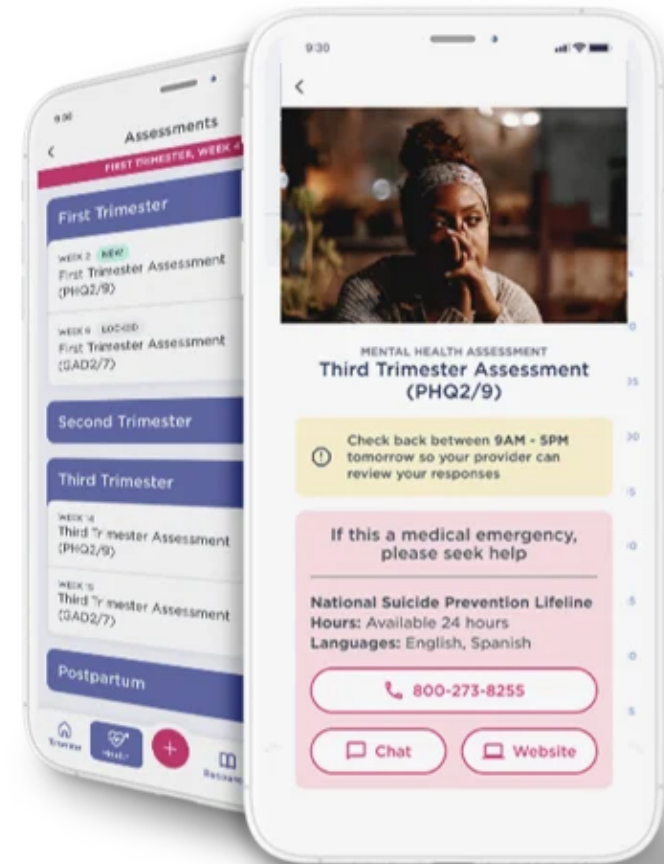 9:30
Assessments
FIRST TRIMESTER, WEEK 4
First Trimester
WEEK 2 NEW
First Trimester Assessment
(PHQ2/9)
WEEK 6 LOCKED
First Trimester Assessment
(GAD2/7)
Second Trimester
Third Trimester
WEEK 14
Third Trimester Assessment
(PHQ2/9)
WEEK 15
Third Trimester Assessment
(GAD2/7)
Postpartum
9:30
MENTAL HEALTH ASSESSMENT
Third Trimester Assessment
(PHQ2/9)
Check back between 9AM - 5PM
tomorrow so your provider can
review your responses
If this a medical emergency,
please seek help
National Suicide Prevention Lifeline
Hours: Available 24 hours
Languages: English, Spanish
800-273-8255
Chat
Website